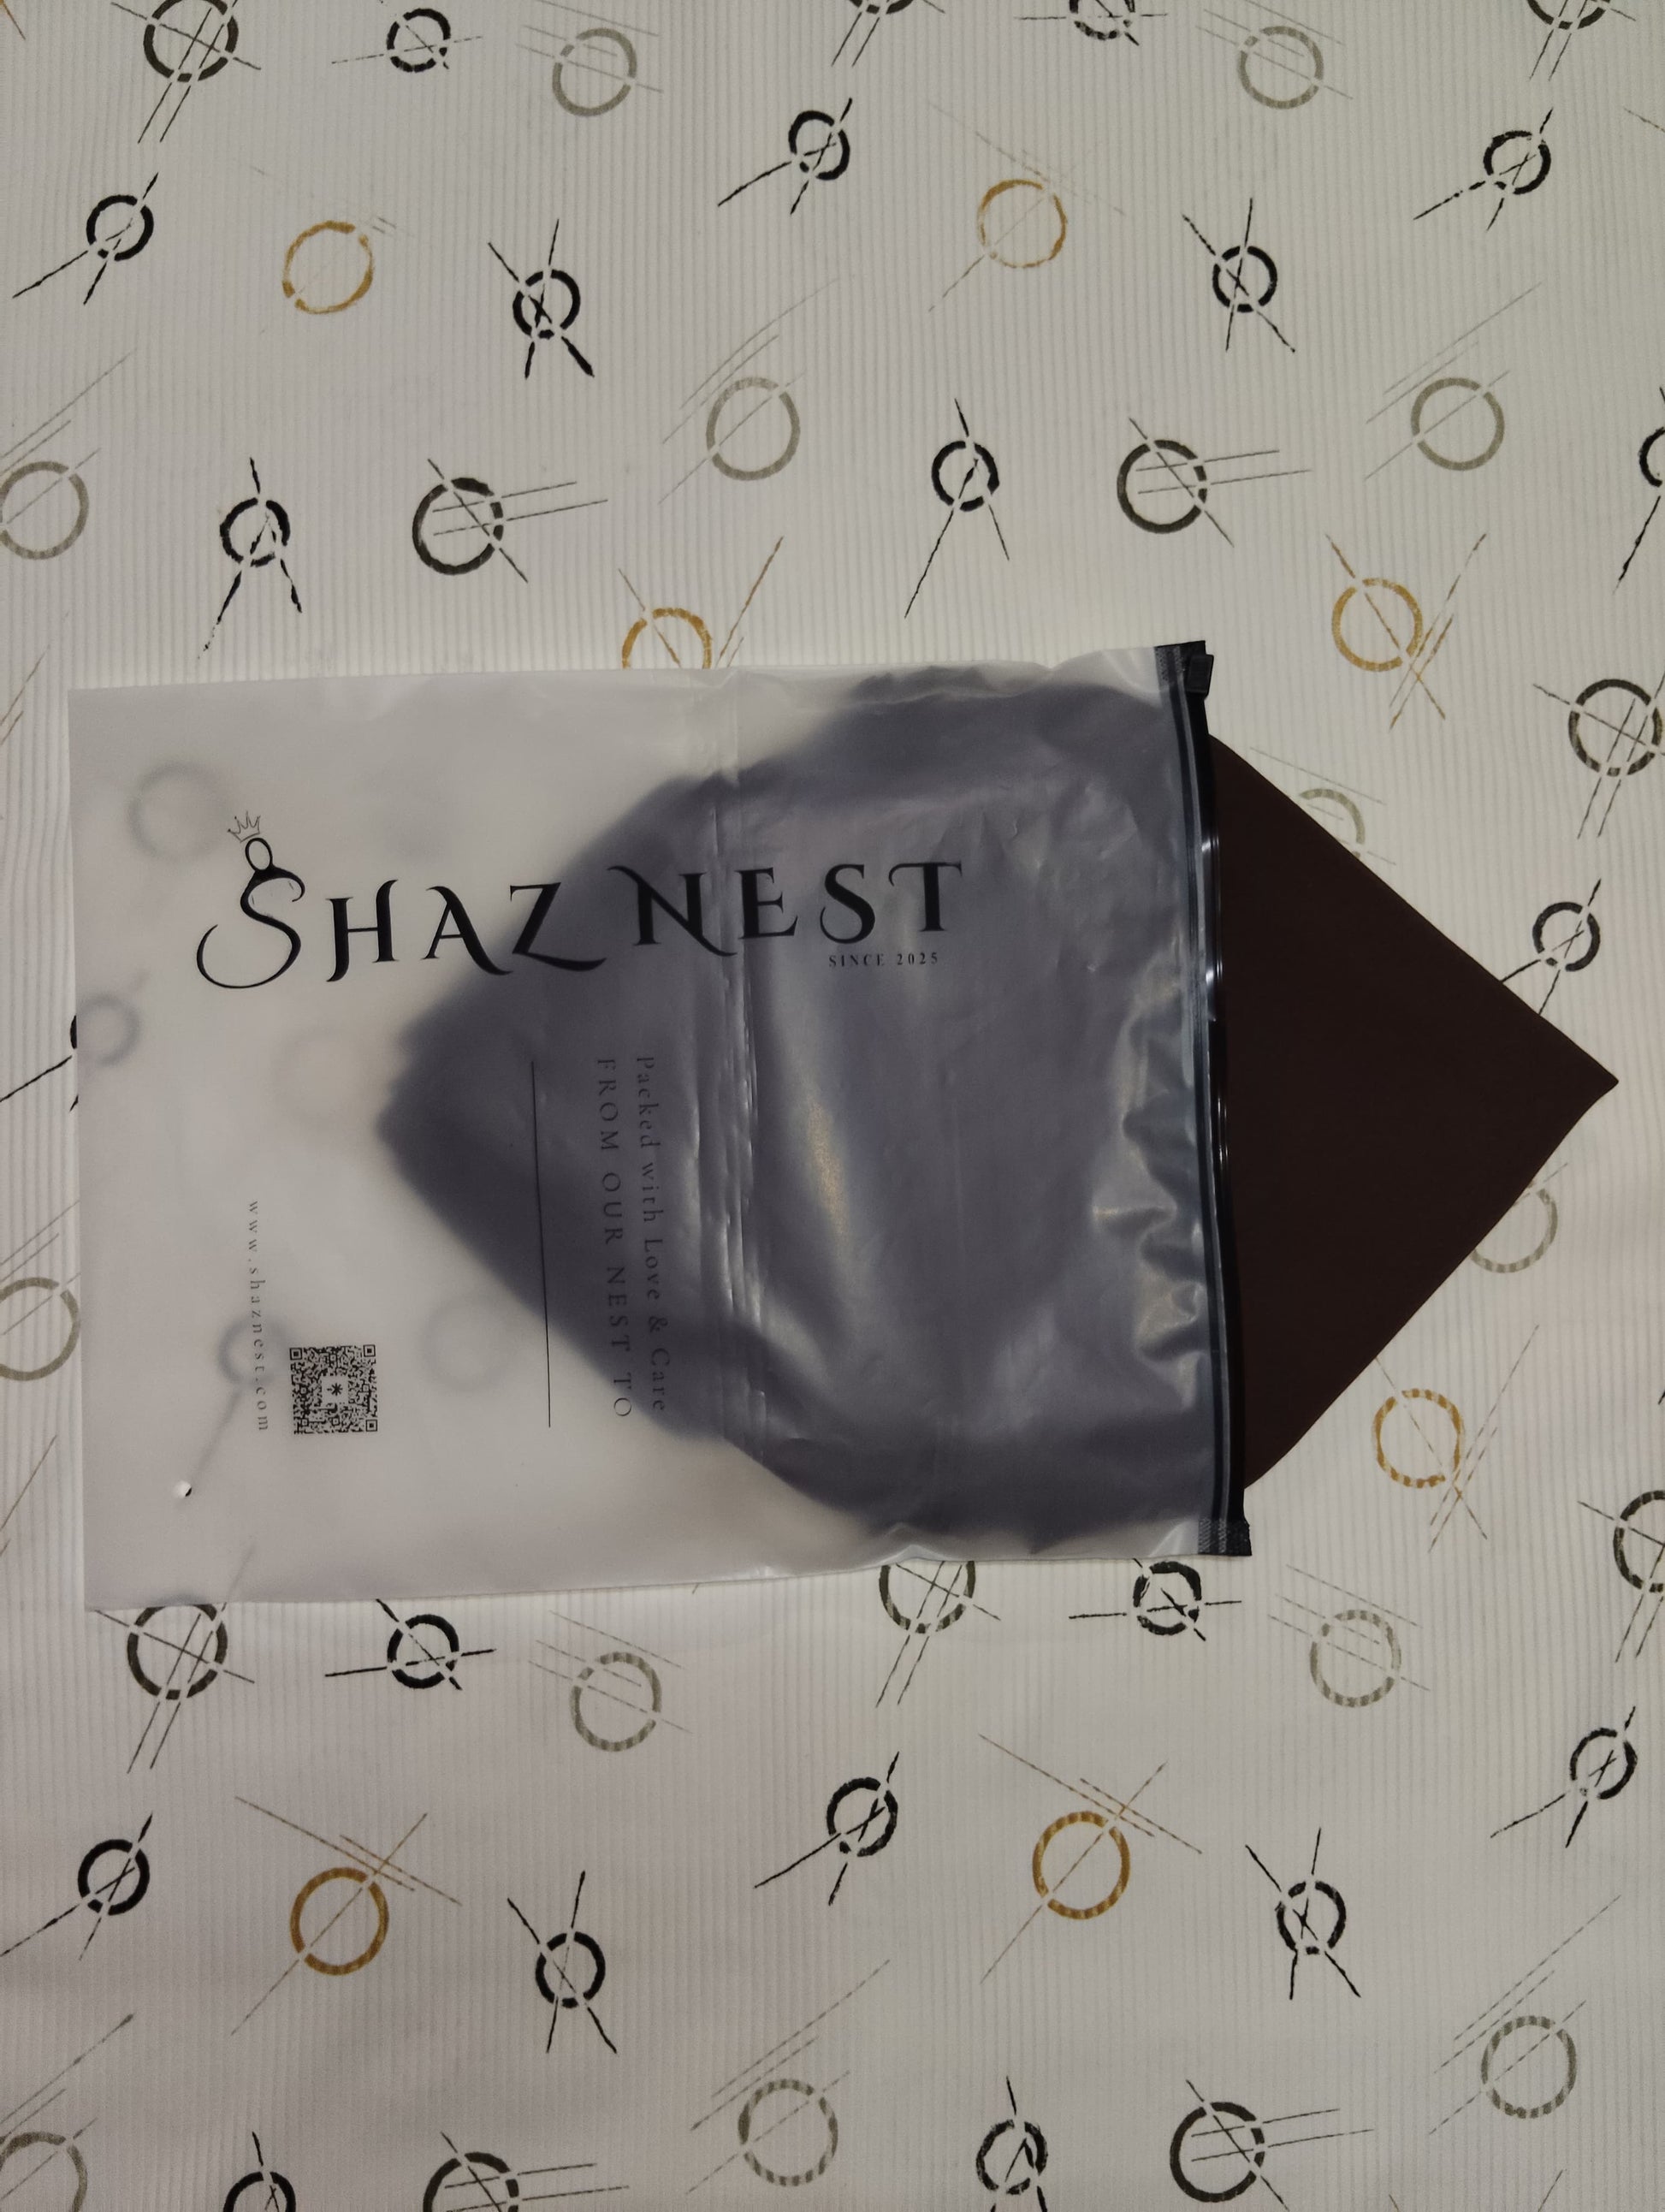 SHAZ NEST
SINCE 2025
Packed with Love & Care
FROM OUR NEST TO
www.shaznest.com